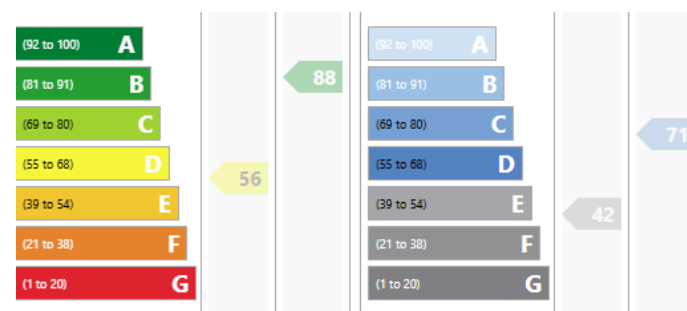 (92 to 100) A
(81 to 91) B
(69 to 80) C
(55 to 68) D
(39 to 54) E
(21 to 38) F
(1 to 20) G
56
88
(92 to 100) A
(81 to 91) B
(69 to 80) C
(55 to 68) D
(39 to 54) E
(21 to 38) F
(1 to 20) G
42
71